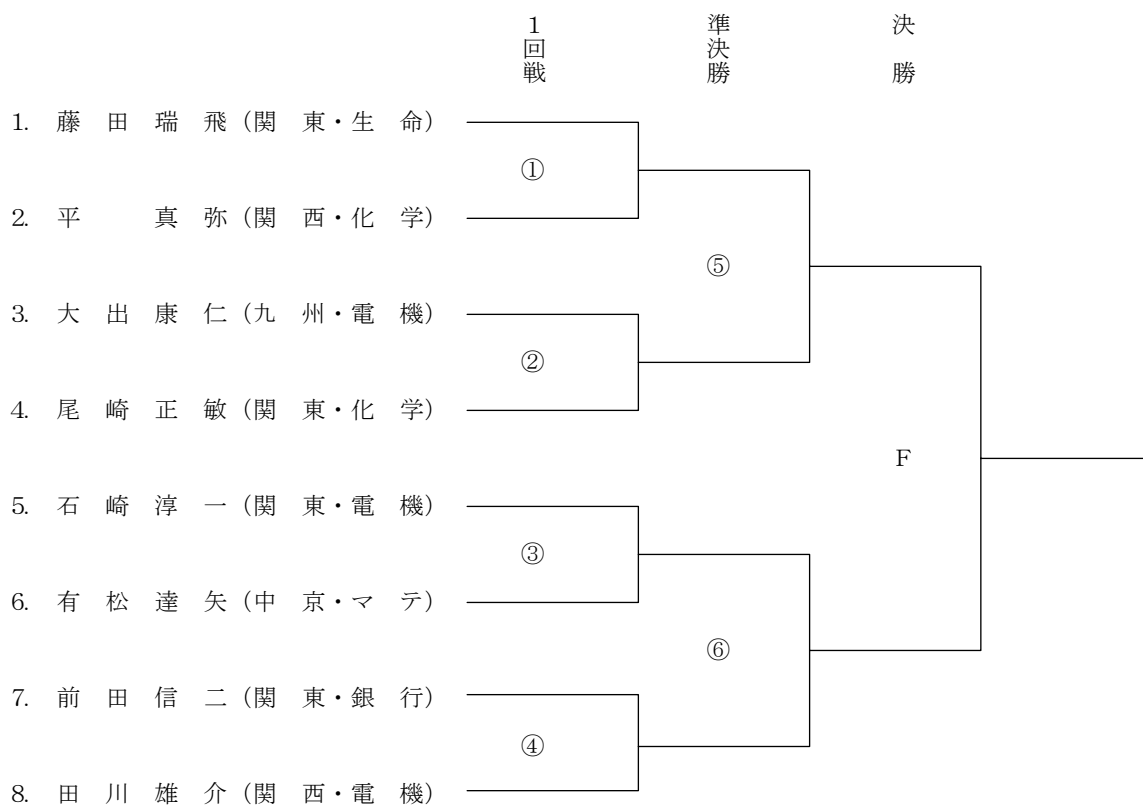 1回戦
準決勝
決勝
1. 藤田瑞飛（関東・生命）
①
2. 平真弥（関西・化学）
⑤
3. 大出康仁（九州・電機）
②
4. 尾崎正敏（関東・化学）
F
5. 石崎淳一（関東・電機）
③
6. 有松達矢（中京・マテ）
⑥
7. 前田信二（関東・銀行）
④
8. 田川雄介（関西・電機）